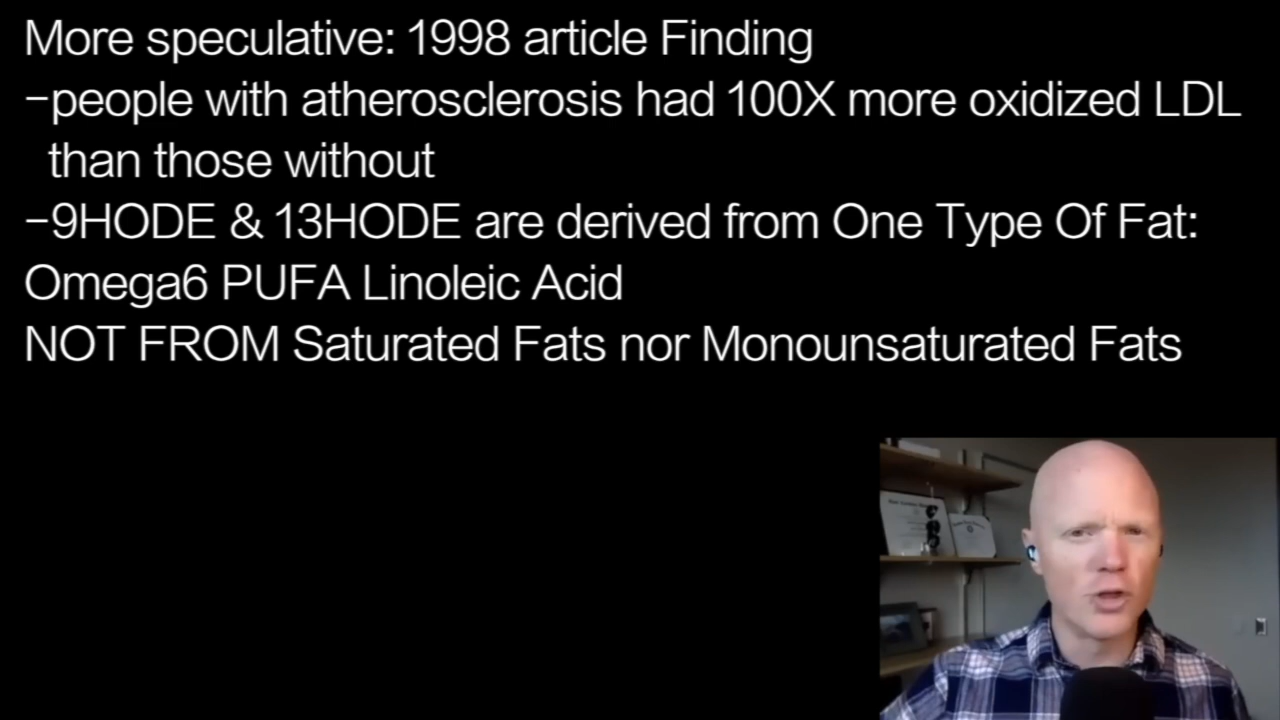 More speculative: 1998 article Finding
–people with atherosclerosis had 100X more oxidized LDL
than those without
–9HODE & 13HODE are derived from One Type Of Fat:
Omega6 PUFA Linoleic Acid
NOT FROM Saturated Fats nor Monounsaturated Fats